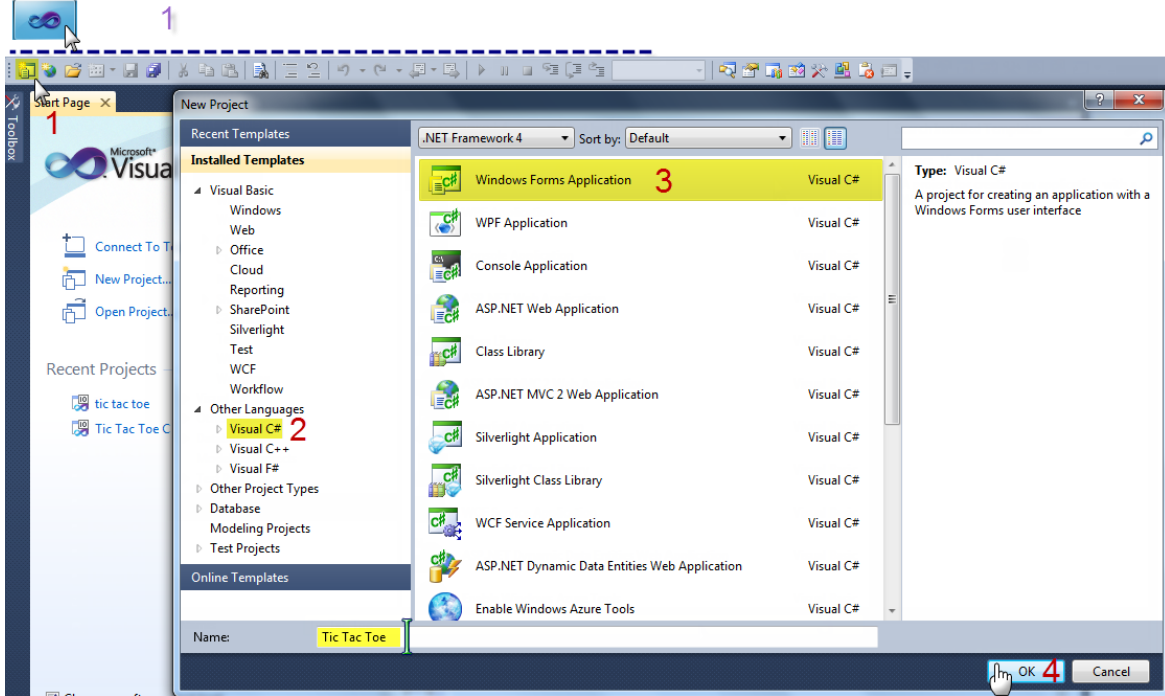 1
Start Page
New Project
1
Toolbox
Microsoft®
Visua
Connect To T
New Project...
Open Project..
Recent Projects
tic tac toe
Tic Tac Toe C
Recent Templates
Installed Templates
Visual Basic
Windows
Web
Office
Cloud
Reporting
SharePoint
Silverlight
Test
WCF
Workflow
Other Languages
Visual C# 2
Visual C++
Visual F#
Other Project Types
Database
Modeling Projects
Test Projects
Online Templates
.NET Framework 4 Sort by: Default
Windows Forms Application 3 Visual C#
WPF Application Visual C#
Console Application Visual C#
ASP.NET Web Application Visual C#
Class Library Visual C#
ASP.NET MVC 2 Web Application Visual C#
Silverlight Application Visual C#
Silverlight Class Library Visual C#
WCF Service Application Visual C#
ASP.NET Dynamic Data Entities Web Application Visual C#
Enable Windows Azure Tools Visual C#
Type: Visual C#
A project for creating an application with a
Windows Forms user interface
Name: Tic Tac Toe
OK 4 Cancel